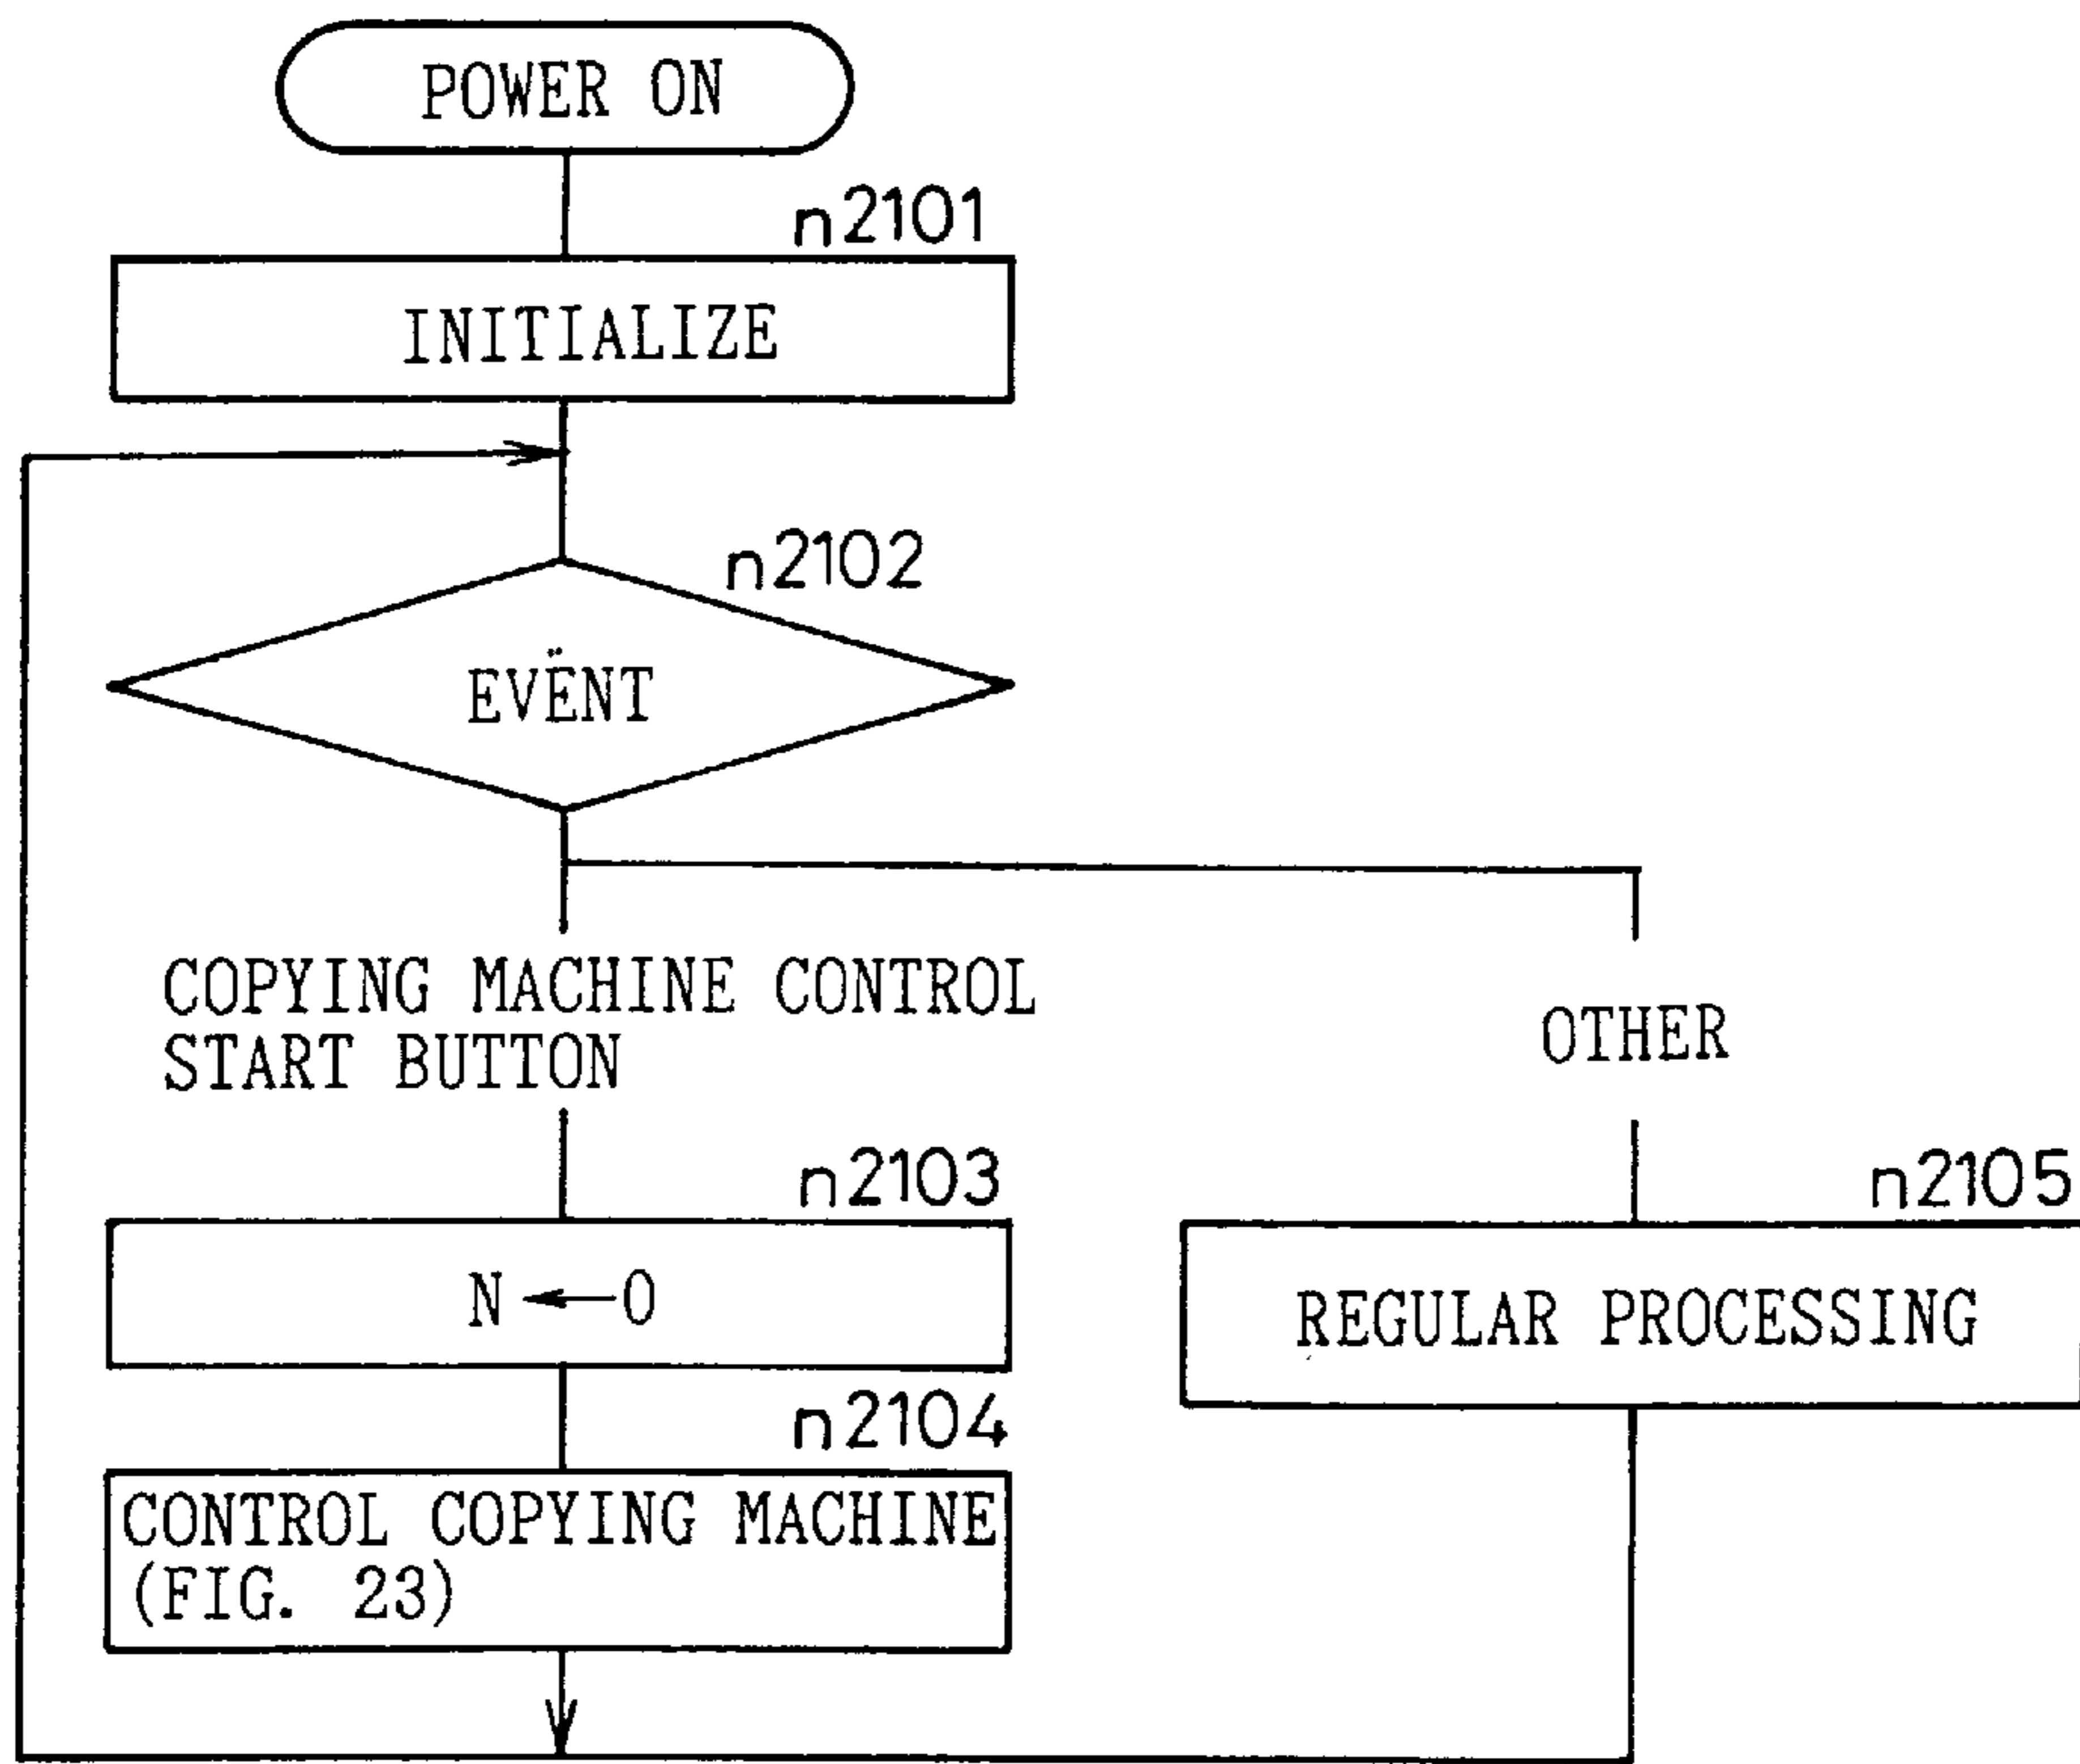 POWER ON
n2101
INITIALIZE
n2102
EVENT
COPYING MACHINE CONTROL
START BUTTON
OTHER
n2103
n2105
N ← 0
REGULAR PROCESSING
n2104
CONTROL COPYING MACHINE
(FIG. 23)